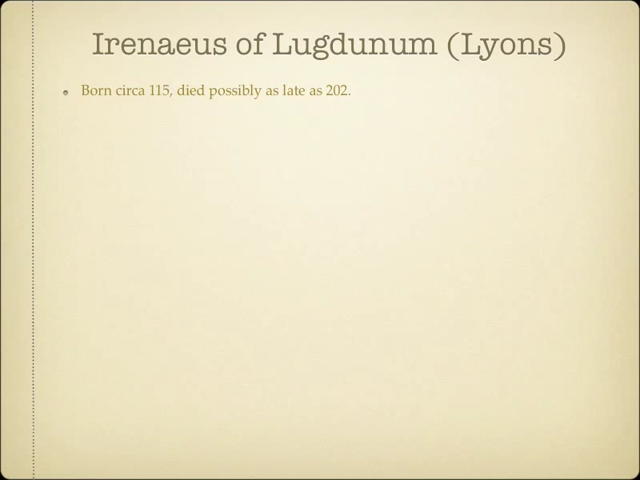 Irenaeus of Lugdunum (Lyons)
Born circa 115, died possibly as late as 202.